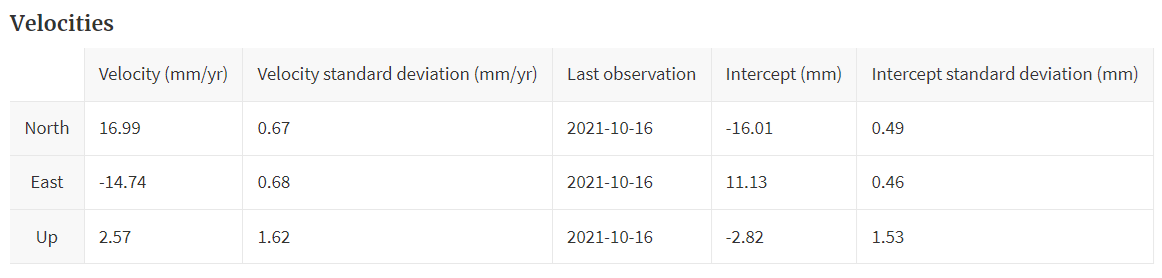 Velocities
Velocity (mm/yr) Velocity standard deviation (mm/yr) Last observation Intercept (mm) Intercept standard deviation (mm)
North 16.99 0.67 2021-10-16 -16.01 0.49
East -14.74 0.68 2021-10-16 11.13 0.46
Up 2.57 1.62 2021-10-16 -2.82 1.53